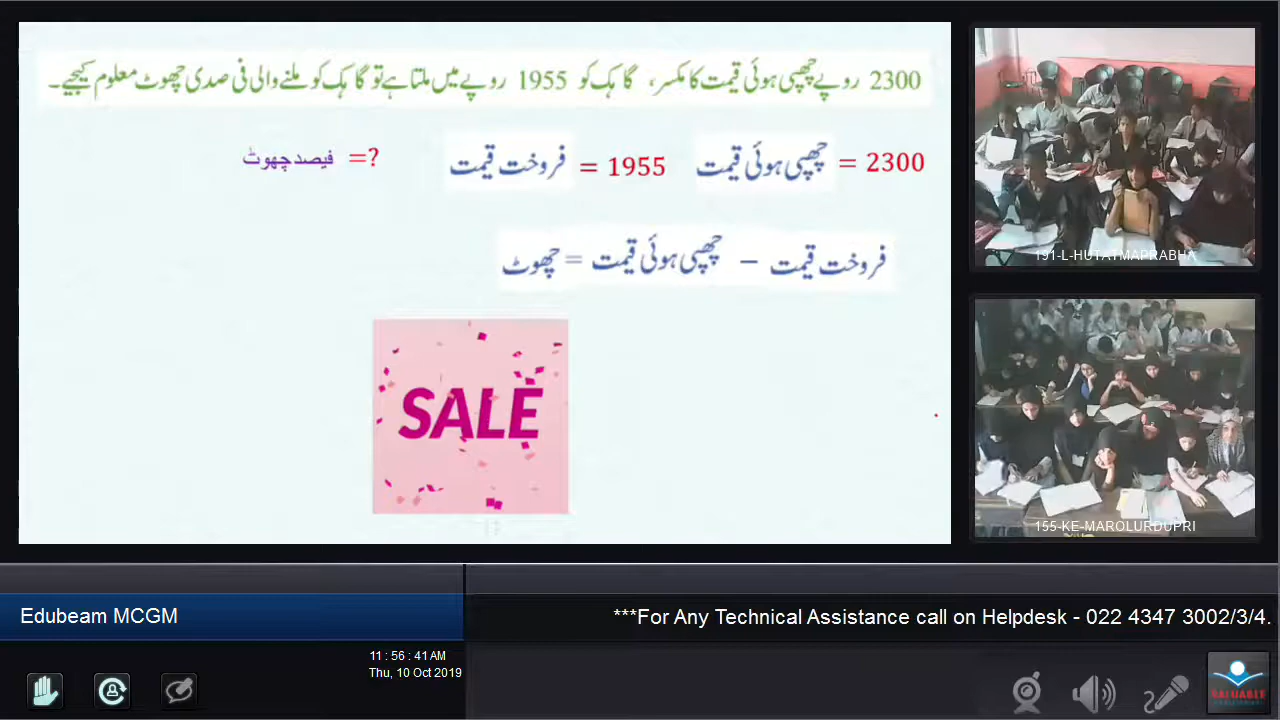 2300 روپے چھپی ہوئی قیمت کا مکسر، گاہک کو 1955 روپے میں ملتا ہے تو گاہک کو ملنے والی فی صدی چھوٹ معلوم کیجیے۔
چھپی ہوئی قیمت = 2300 فروخت قیمت = 1955 فیصد چھوٹ =?
فروخت قیمت − چھپی ہوئی قیمت = چھوٹ
SALE
191-L-HUTATMAPRABHA
155-KE-MAROLURDUPRI
Edubeam MCGM
***For Any Technical Assistance call on Helpdesk - 022 4347 3002/3/4.
11 : 56 : 41 AM
Thu, 10 Oct 2019
VALUABLE